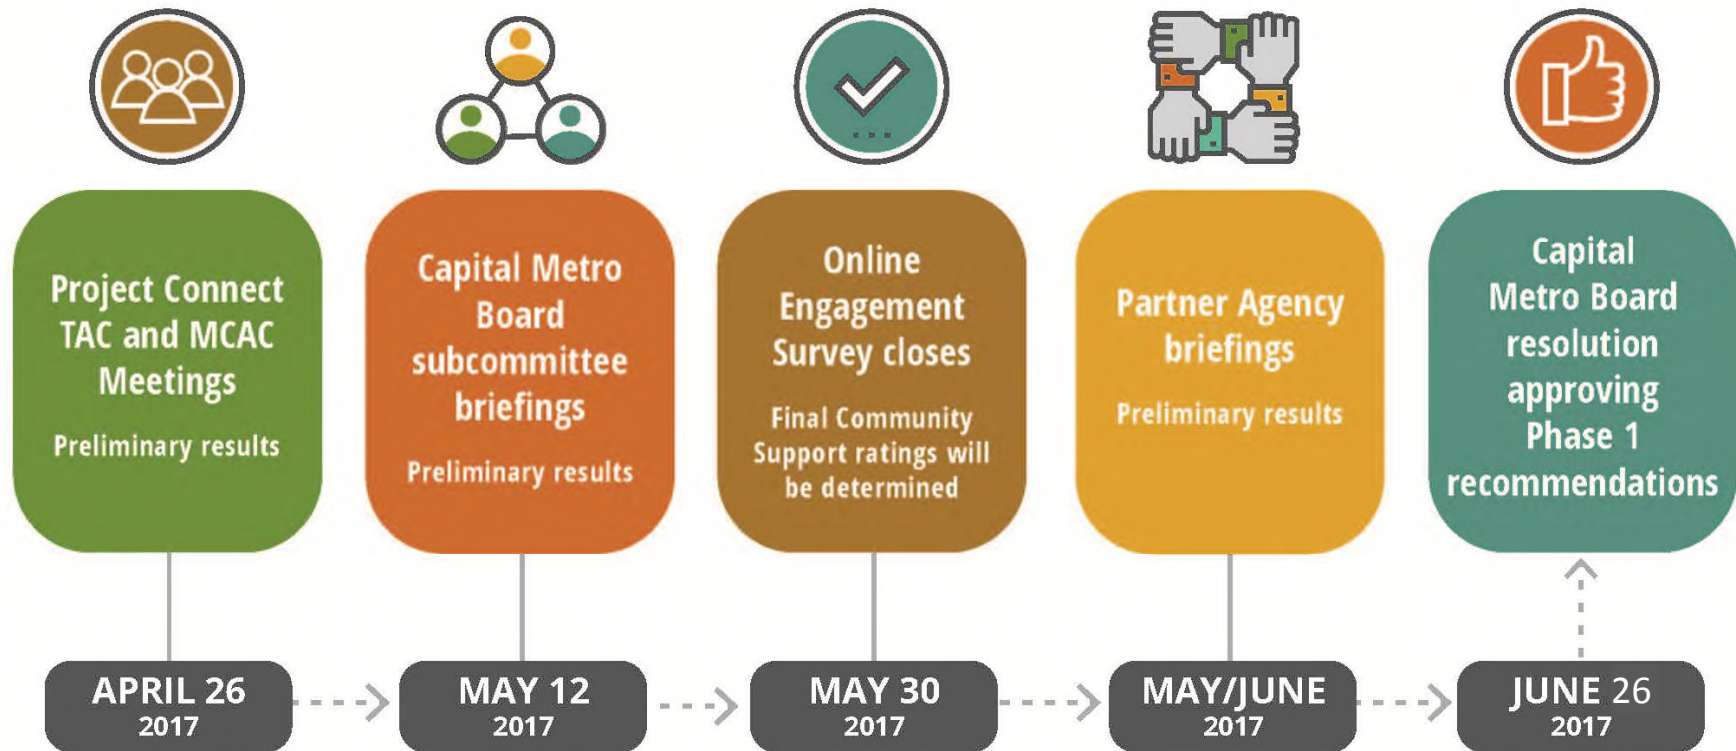 Project Connect
TAC and MCAC
Meetings
Preliminary results
Capital Metro
Board
subcommittee
briefings
Preliminary results
Online
Engagement
Survey closes
Final Community
Support ratings will
be determined
Partner Agency
briefings
Preliminary results
Capital
Metro Board
resolution
approving
Phase 1
recommendations
APRIL 26
2017
MAY 12
2017
MAY 30
2017
MAY/JUNE
2017
JUNE 26
2017